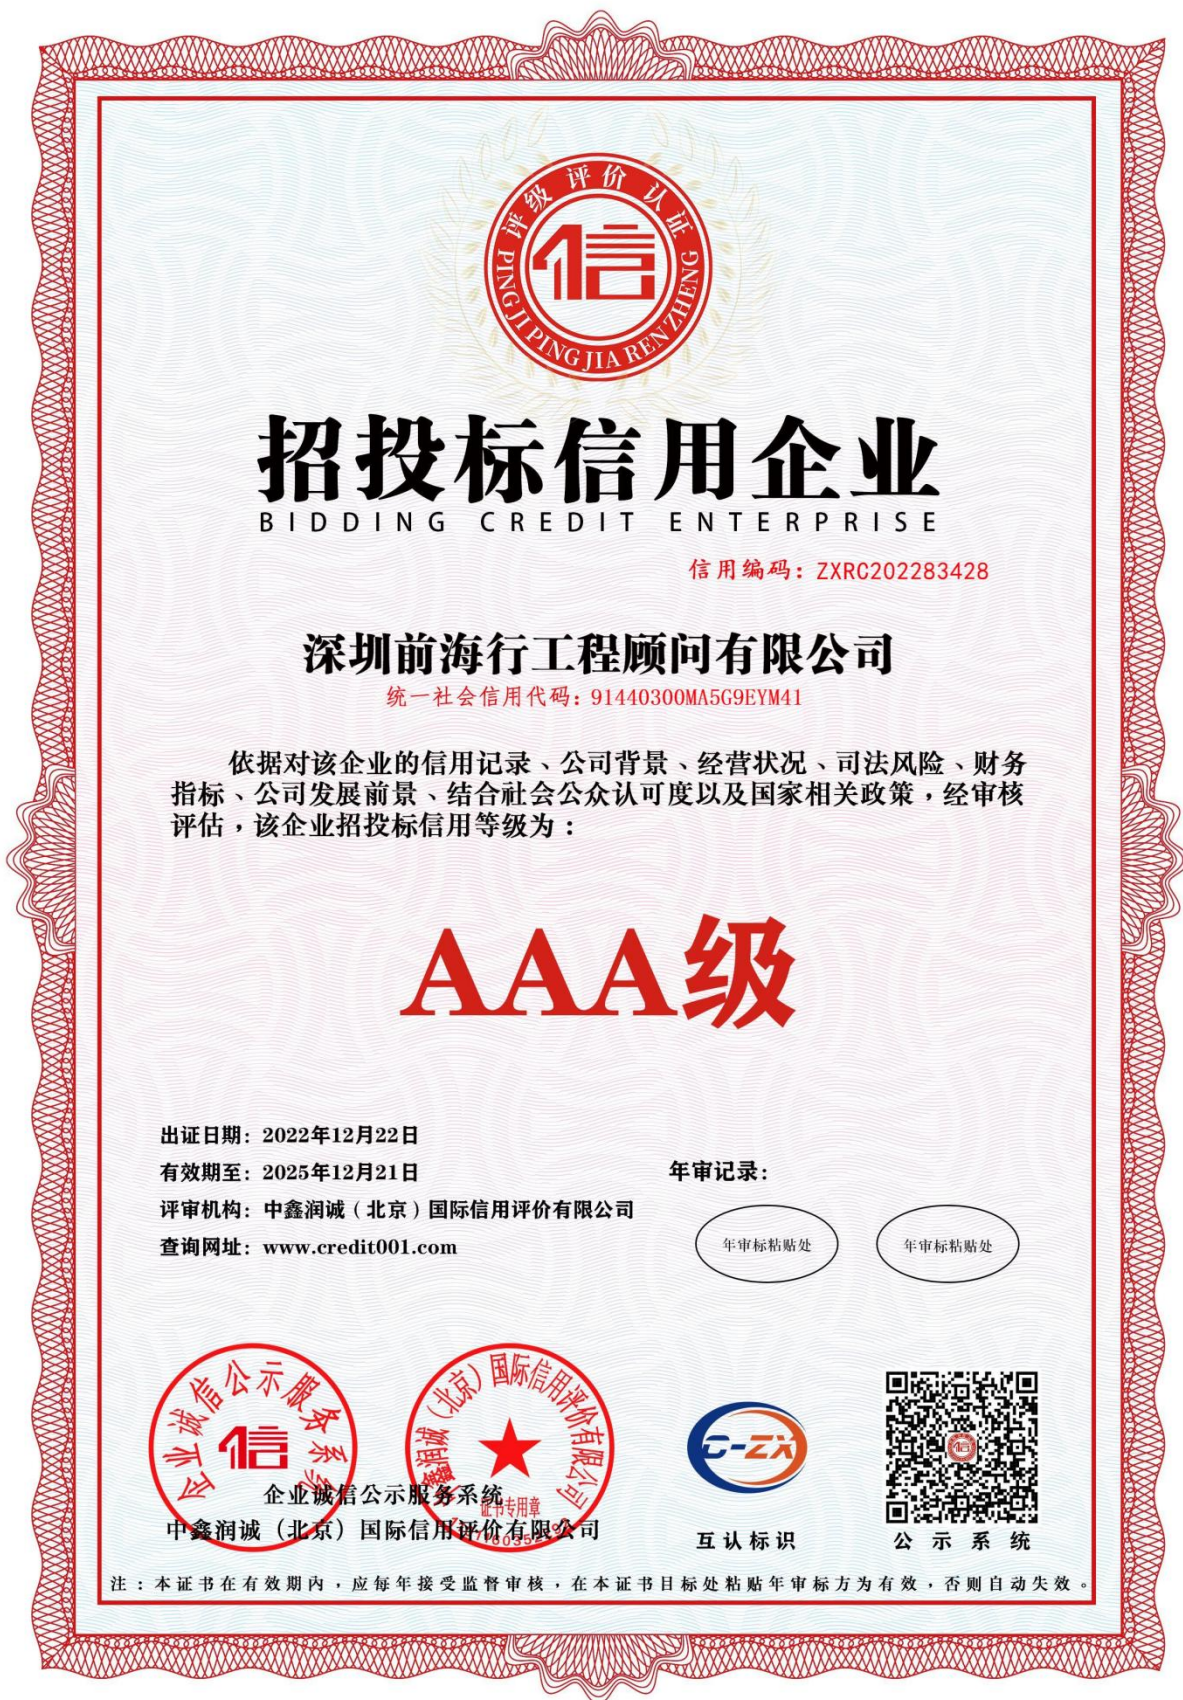 评级评价认证
信
PING JI PING JIA REN ZHENG
招投标信用企业
BIDDING CREDIT ENTERPRISE
信用编码：ZXRC202283428
深圳前海行工程顾问有限公司
统一社会信用代码：91440300MA5G9EYM41
依据对该企业的信用记录、公司背景、经营状况、司法风险、财务
指标、公司发展前景、结合社会公众认可度以及国家相关政策，经审核
评估，该企业招投标信用等级为：
AAA级
出证日期：2022年12月22日
有效期至：2025年12月21日
评审机构：中鑫润诚（北京）国际信用评价有限公司
查询网址：www.credit001.com
年审记录：
年审标粘贴处
年审标粘贴处
企业诚信公示服务系统
信
中鑫润诚（北京）国际信用评价有限公司
证书专用章
企业诚信公示服务系统
中鑫润诚（北京）国际信用评价有限公司
C-ZX
互认标识
信
公示系统
注：本证书在有效期内，应每年接受监督审核，在本证书目标处粘贴年审标方为有效，否则自动失效。